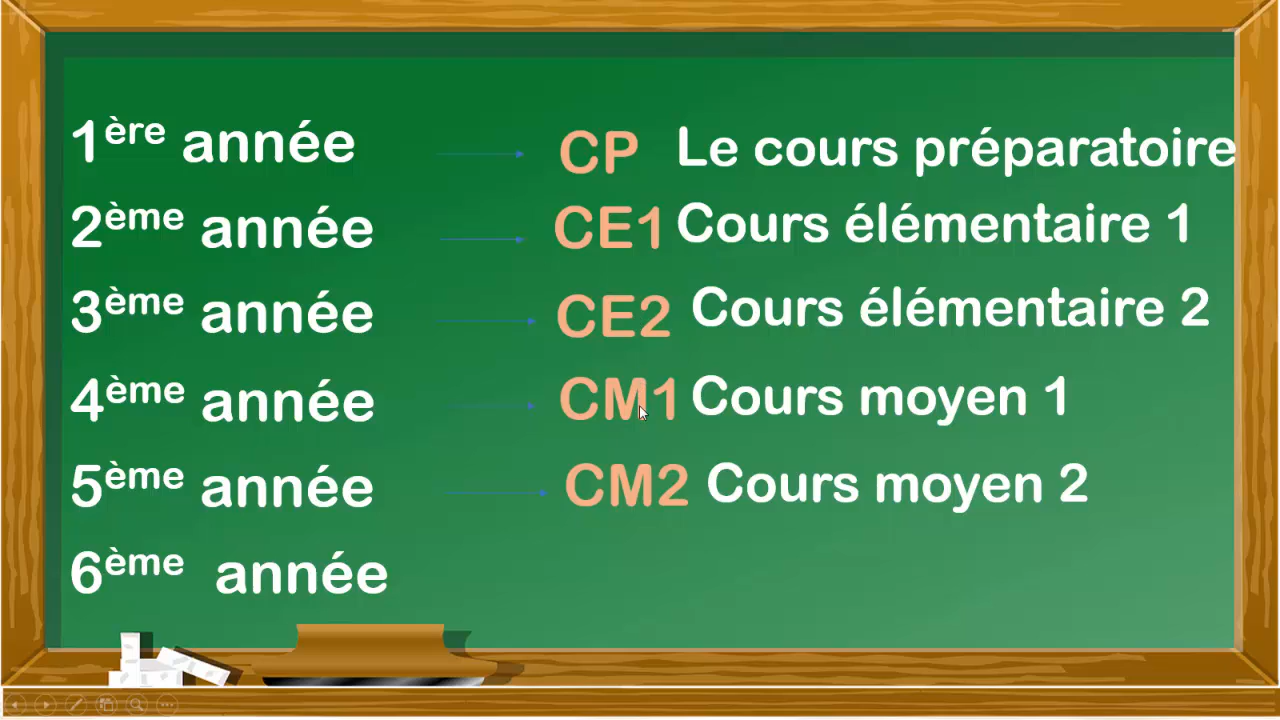 1ère année CP Le cours préparatoire
2ème année CE1 Cours élémentaire 1
3ème année CE2 Cours élémentaire 2
4ème année CM1 Cours moyen 1
5ème année CM2 Cours moyen 2
6ème année